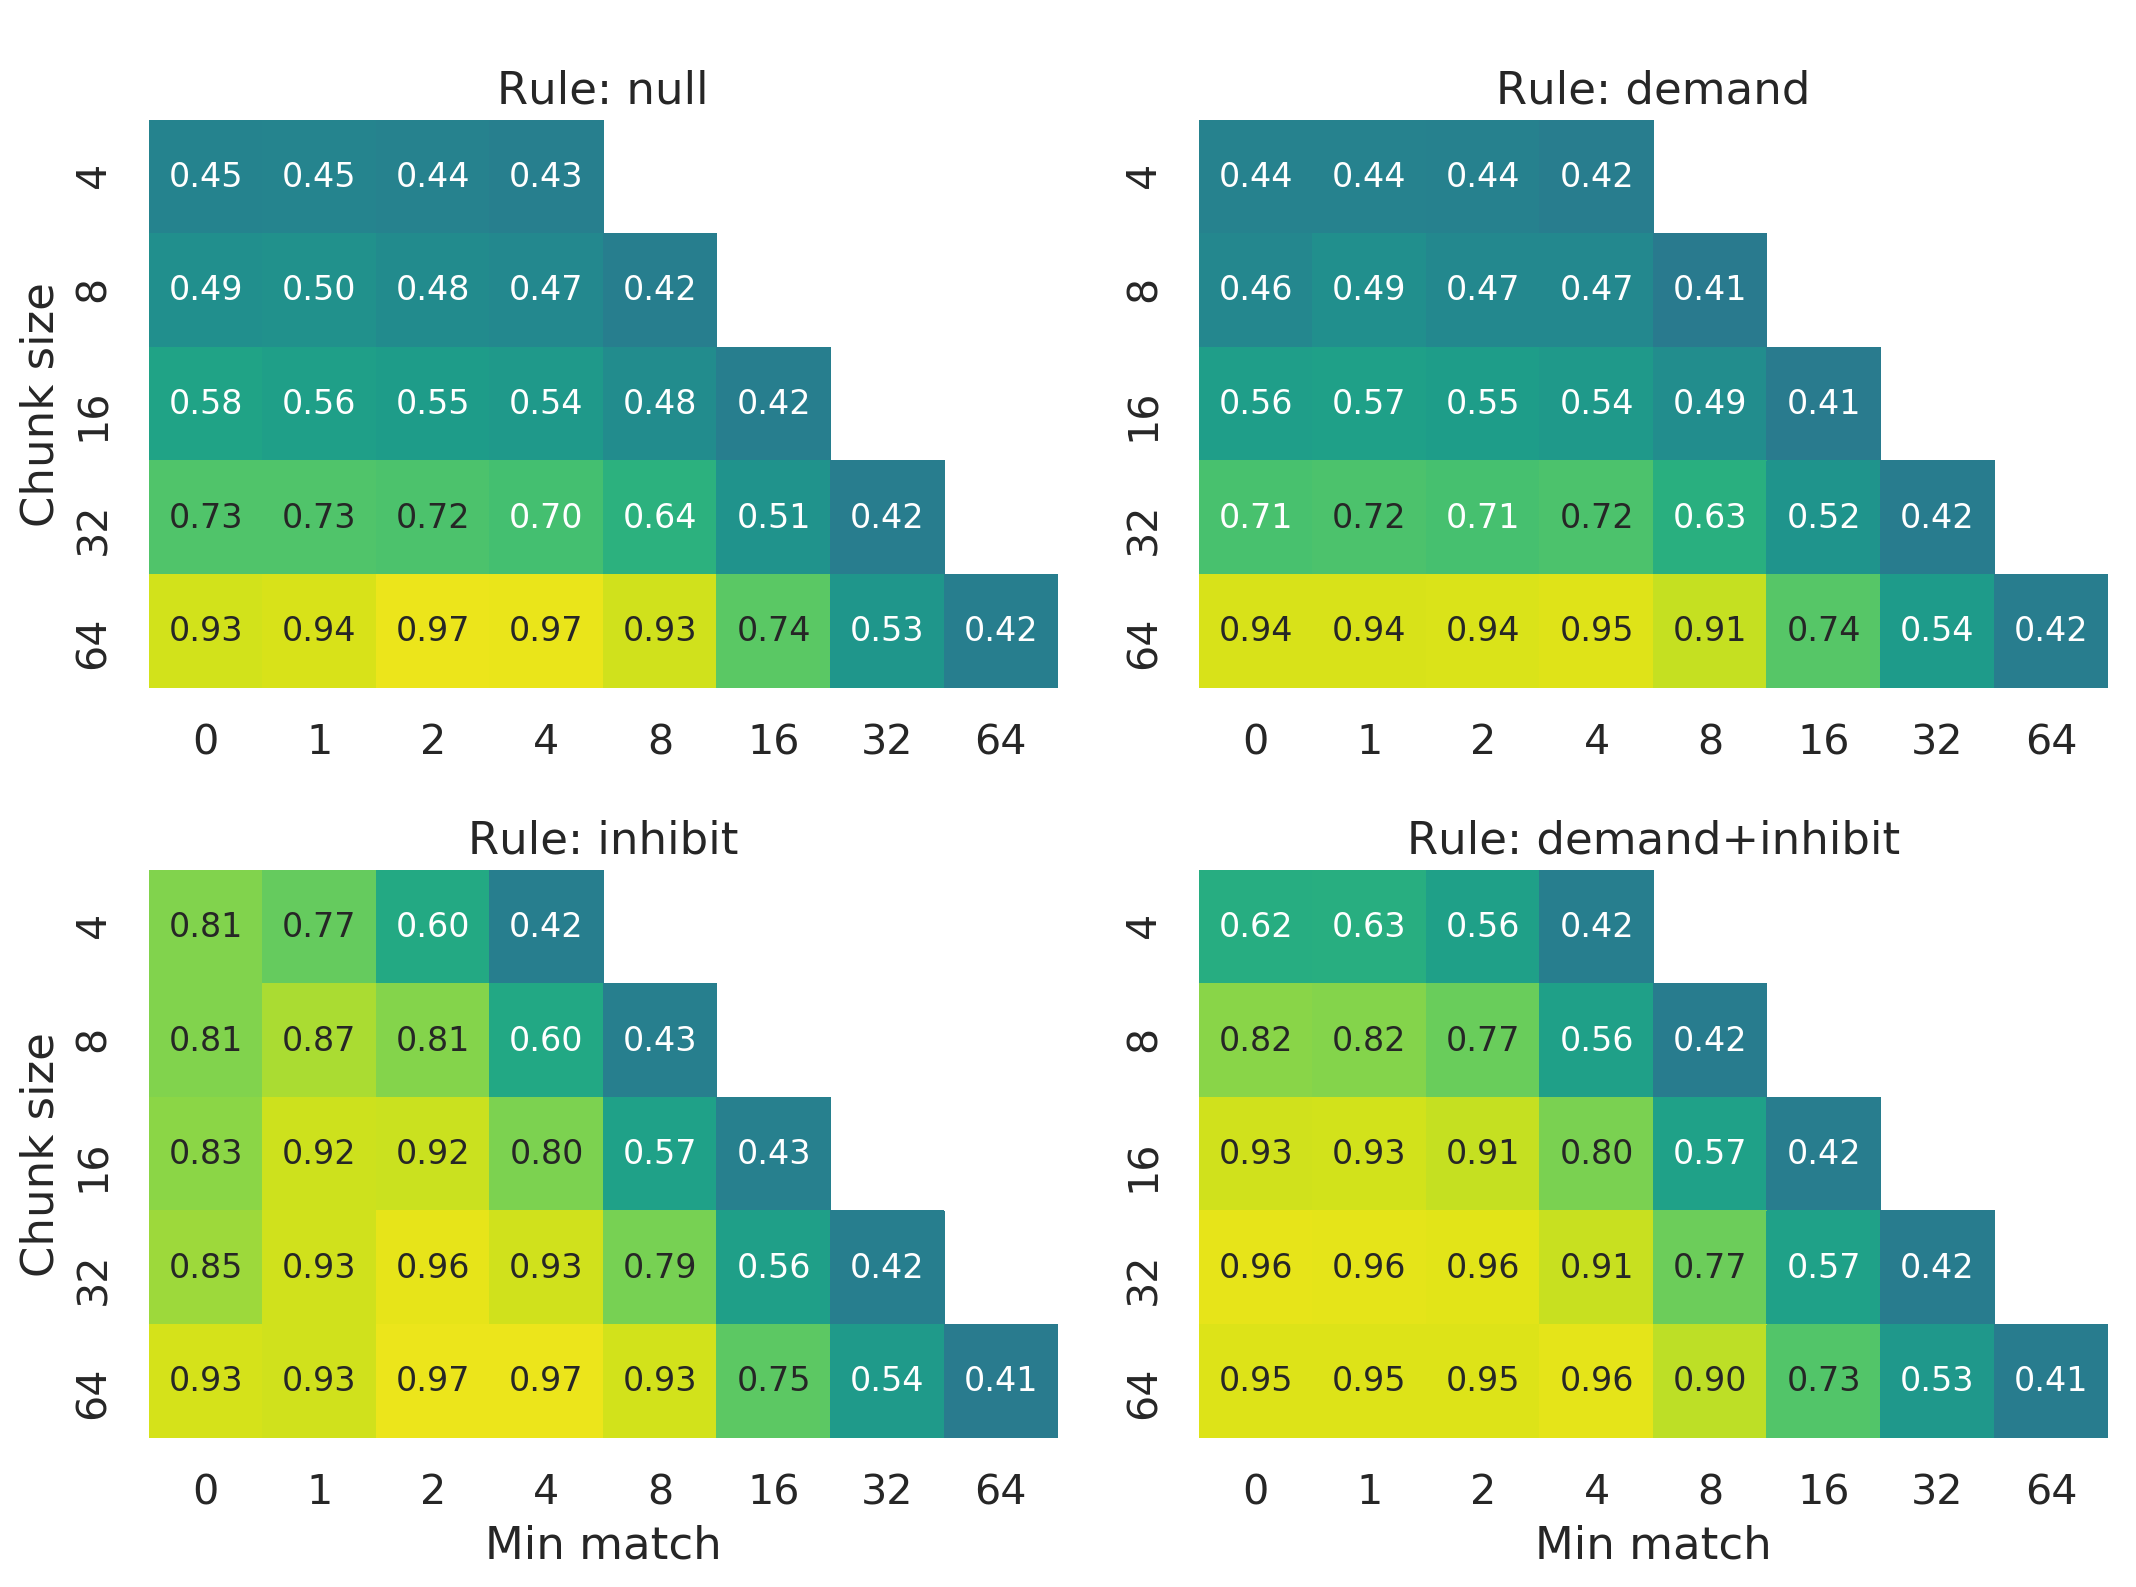 Rule: null
Chunk size
4 0.45 0.45 0.44 0.43
8 0.49 0.50 0.48 0.47 0.42
16 0.58 0.56 0.55 0.54 0.48 0.42
32 0.73 0.73 0.72 0.70 0.64 0.51 0.42
64 0.93 0.94 0.97 0.97 0.93 0.74 0.53 0.42
0 1 2 4 8 16 32 64
Rule: demand
4 0.44 0.44 0.44 0.42
8 0.46 0.49 0.47 0.47 0.41
16 0.56 0.57 0.55 0.54 0.49 0.41
32 0.71 0.72 0.71 0.72 0.63 0.52 0.42
64 0.94 0.94 0.94 0.95 0.91 0.74 0.54 0.42
0 1 2 4 8 16 32 64
Rule: inhibit
Chunk size
4 0.81 0.77 0.60 0.42
8 0.81 0.87 0.81 0.60 0.43
16 0.83 0.92 0.92 0.80 0.57 0.43
32 0.85 0.93 0.96 0.93 0.79 0.56 0.42
64 0.93 0.93 0.97 0.97 0.93 0.75 0.54 0.41
0 1 2 4 8 16 32 64
Min match
Rule: demand+inhibit
4 0.62 0.63 0.56 0.42
8 0.82 0.82 0.77 0.56 0.42
16 0.93 0.93 0.91 0.80 0.57 0.42
32 0.96 0.96 0.96 0.91 0.77 0.57 0.42
64 0.95 0.95 0.95 0.96 0.90 0.73 0.53 0.41
0 1 2 4 8 16 32 64
Min match